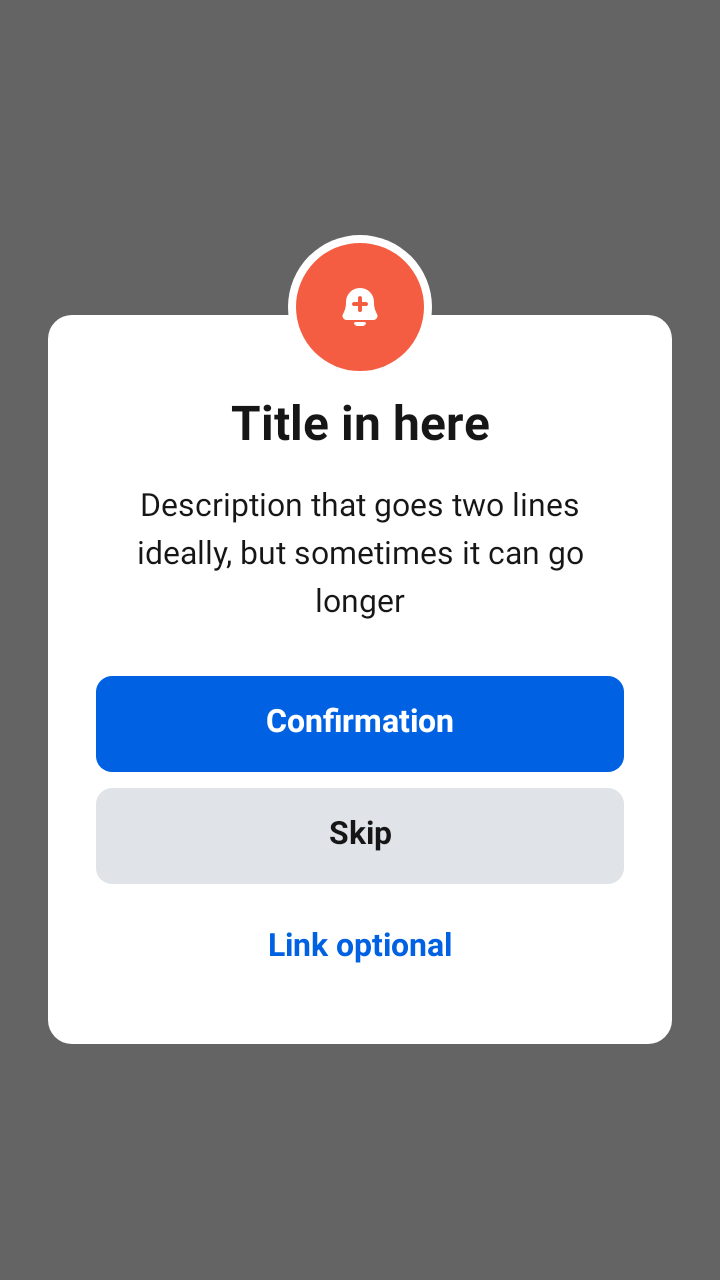 Title in here
Description that goes two lines
ideally, but sometimes it can go
longer
Confirmation
Skip
Link optional